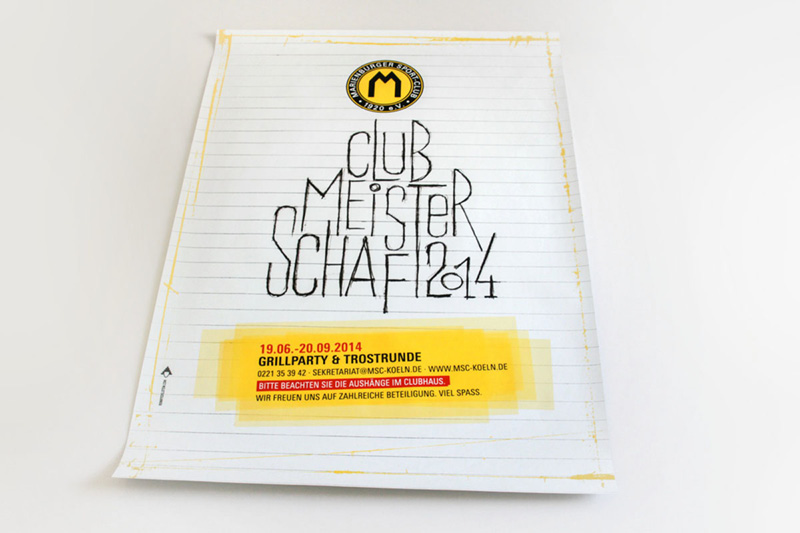 MARIENBURGER SPORT-CLUB
M
· 1920 e.V. ·
CLUB
MEiSTeR
SCHAFT 2014
19.06.-20.09.2014
GRILLPARTY & TROSTRUNDE
0221 35 39 42 · SEKRETARIAT@MSC-KOELN.DE · WWW.MSC-KOELN.DE
BITTE BEACHTEN SIE DIE AUSHÄNGE IM CLUBHAUS.
WIR FREUEN UNS AUF ZAHLREICHE BETEILIGUNG. VIEL SPASS.